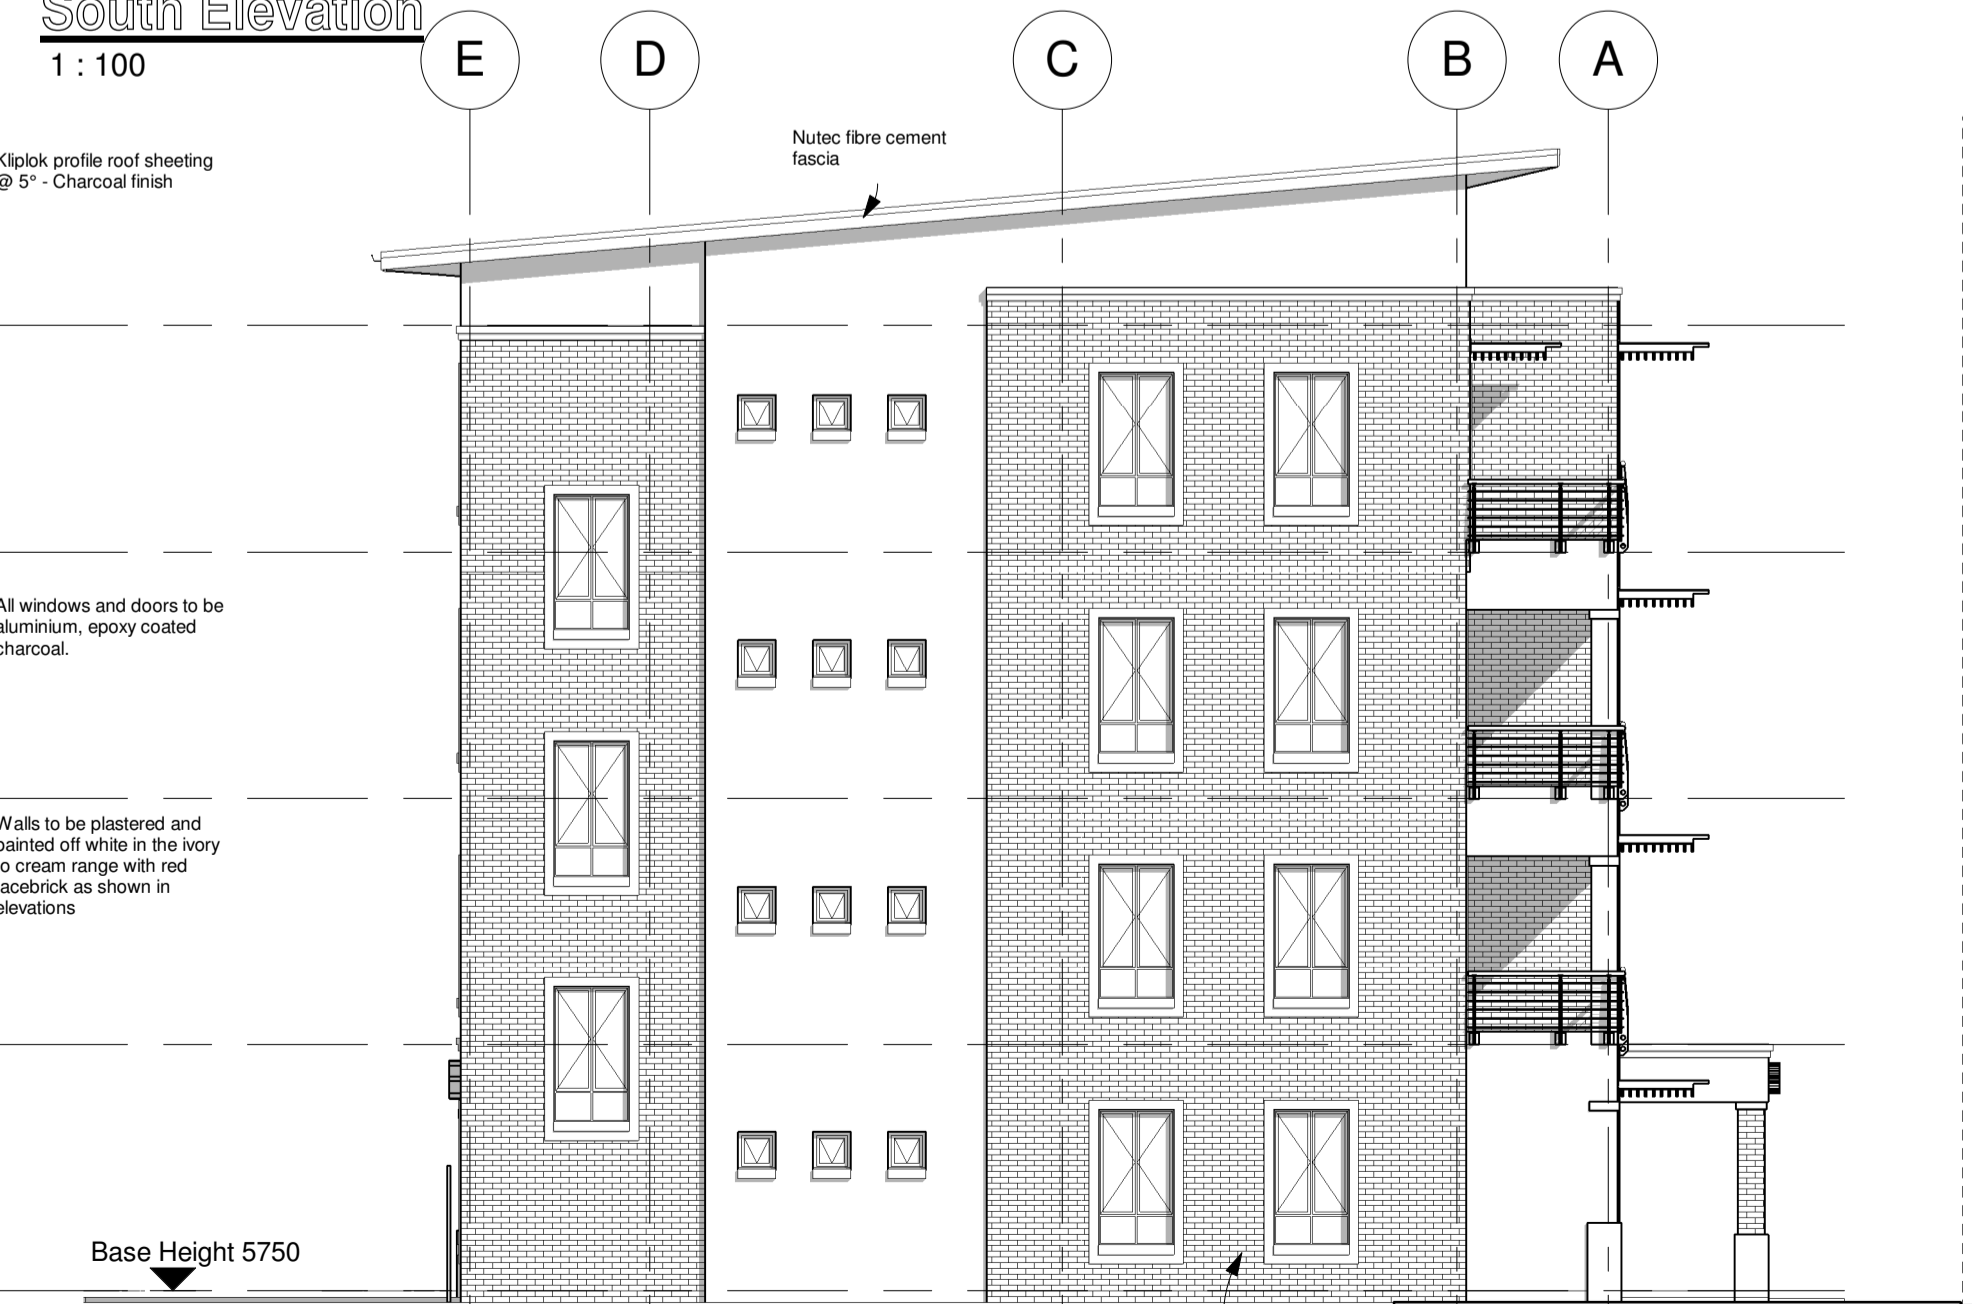 South Elevation
1 : 100
E
D
C
B
A
Nutec fibre cement
fascia
Kliplok profile roof sheeting
@ 5° - Charcoal finish
All windows and doors to be
aluminium, epoxy coated
charcoal.
Walls to be plastered and
painted off white in the ivory
to cream range with red
facebrick as shown in
elevations
Base Height 5750